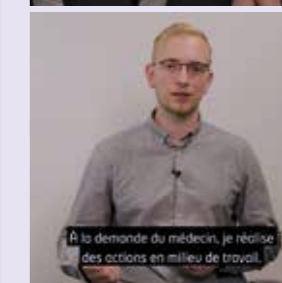 À la demande du médecin, je réalise
des actions en milieu de travail.